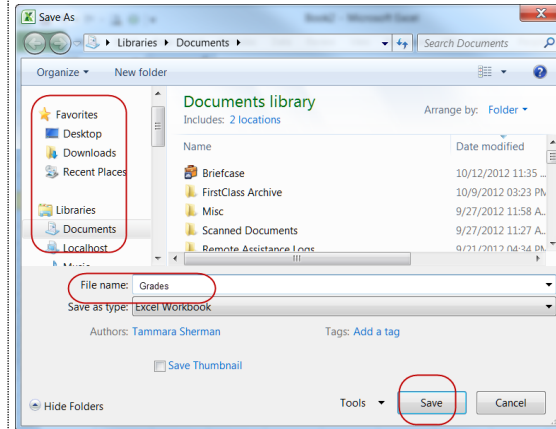 Save As
Book2 - Microsoft Excel
Libraries Documents Search Documents
Organize New folder
Favorites
Desktop
Downloads
Recent Places
Libraries
Documents
Localhost
Music
Documents library
Includes: 2 locations
Arrange by: Folder
Name Date modified
Briefcase 10/12/2012 11:35 ...
FirstClass Archive 10/9/2012 03:23 PM
Misc 9/27/2012 11:58 A...
Scanned Documents 9/27/2012 11:27 A...
Remote Assistance Logs 9/21/2012 04:34 PM
File name: Grades
Save as type: Excel Workbook
Authors: Tammara Sherman Tags: Add a tag
Save Thumbnail
Hide Folders Tools Save Cancel